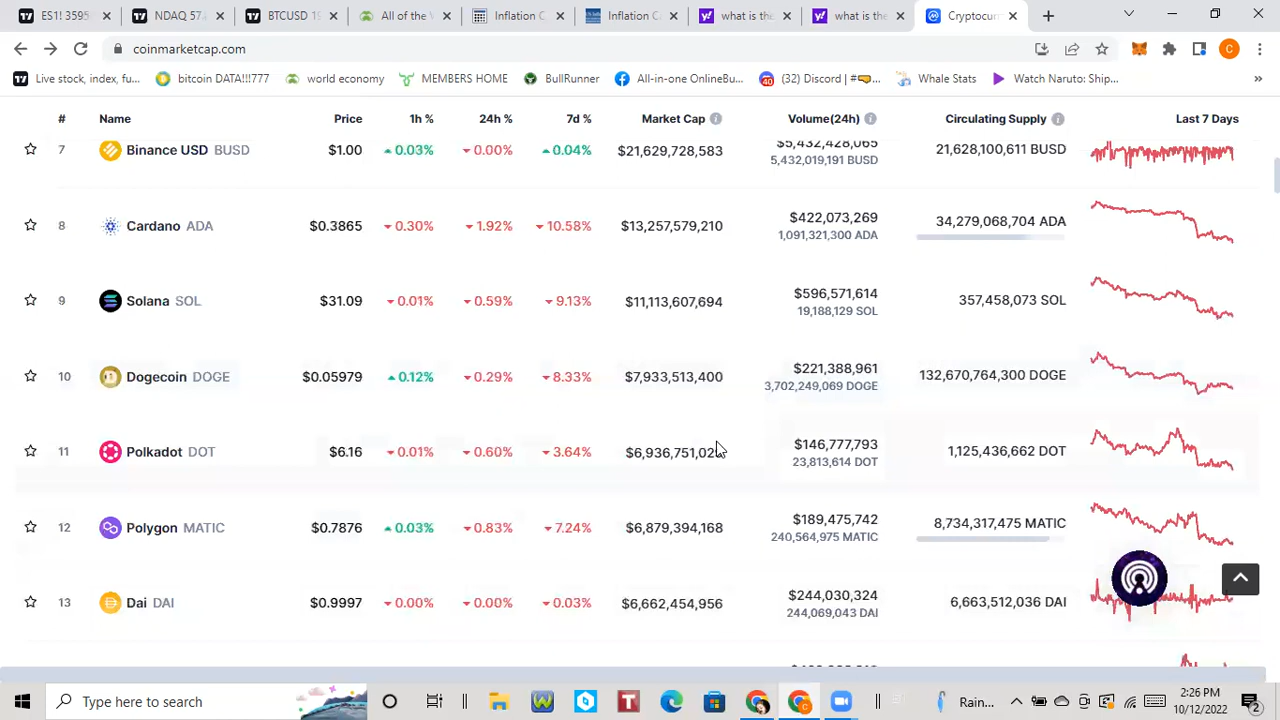 ES1! 3595
NDAQ 57.
BTCUSD 1
All of the
Inflation C
Inflation C
what is the
what is the
Cryptocur
coinmarketcap.com
C
Live stock, index, fu...
bitcoin DATA!!!777
world economy
MEMBERS HOME
BullRunner
All-in-one OnlineBu...
(32) Discord | #
Whale Stats
Watch Naruto: Ship...
»
# Name Price 1h % 24h % 7d % Market Cap Volume(24h) Circulating Supply Last 7 Days
7 Binance USD BUSD $1.00 0.03% 0.00% 0.04% $21,629,728,583 $5,432,428,065 21,628,100,611 BUSD
5,432,019,191 BUSD
8 Cardano ADA $0.3865 0.30% 1.92% 10.58% $13,257,579,210 $422,073,269 34,279,068,704 ADA
1,091,321,300 ADA
9 Solana SOL $31.09 0.01% 0.59% 9.13% $11,113,607,694 $596,571,614 357,458,073 SOL
19,188,129 SOL
10 Dogecoin DOGE $0.05979 0.12% 0.29% 8.33% $7,933,513,400 $221,388,961 132,670,764,300 DOGE
3,702,249,069 DOGE
11 Polkadot DOT $6.16 0.01% 0.60% 3.64% $6,936,751,02 $146,777,793 1,125,436,662 DOT
23,813,614 DOT
12 Polygon MATIC $0.7876 0.03% 0.83% 7.24% $6,879,394,168 $189,475,742 8,734,317,475 MATIC
240,564,975 MATIC
13 Dai DAI $0.9997 0.00% 0.00% 0.03% $6,662,454,956 $244,030,324 6,663,512,036 DAI
244,069,043 DAI
Type here to search
Rain...
2:26 PM
10/12/2022
2